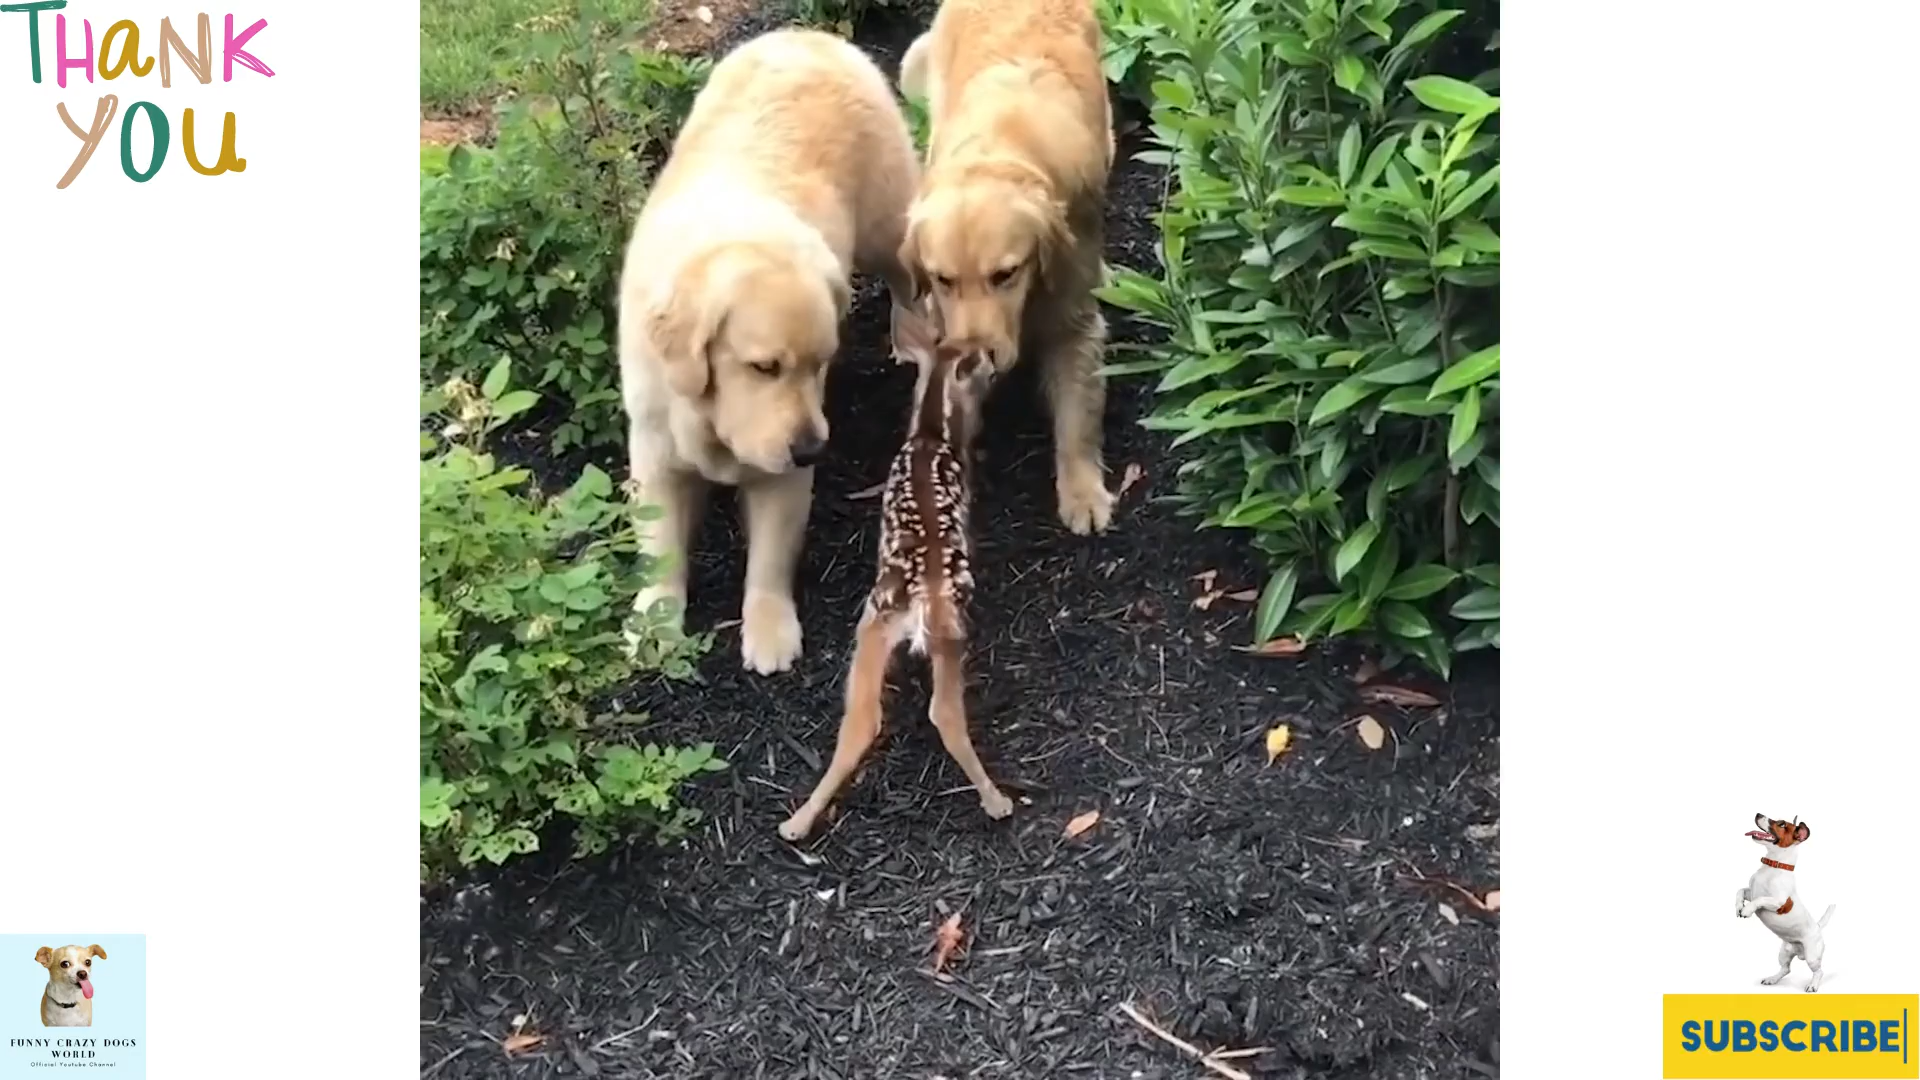 THANK
YOU
FUNNY CRAZY DOGS
WORLD
Official Youtube Channel
SUBSCRIBE